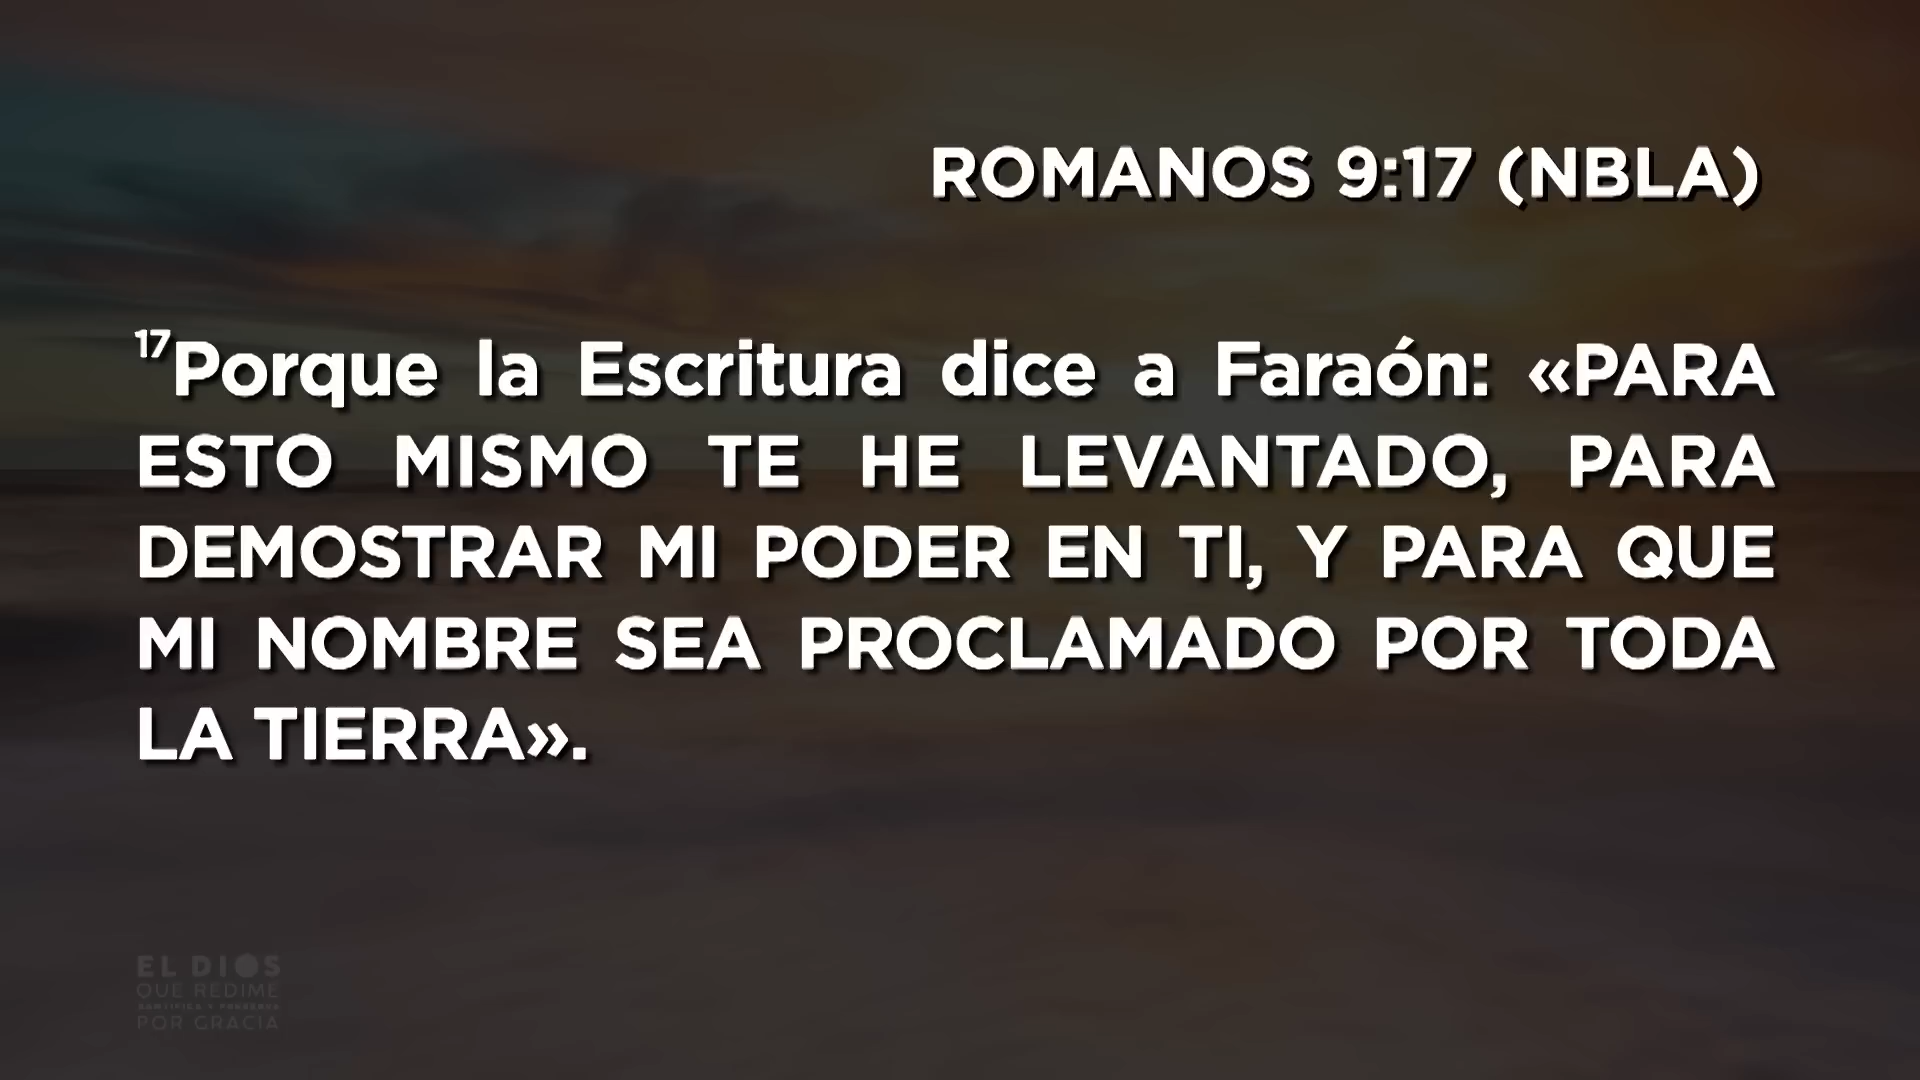 ROMANOS 9:17 (NBLA)
17Porque la Escritura dice a Faraón: «PARA
ESTO MISMO TE HE LEVANTADO, PARA
DEMOSTRAR MI PODER EN TI, Y PARA QUE
MI NOMBRE SEA PROCLAMADO POR TODA
LA TIERRA».
EL DIOS
QUE REDIME
POR GRACIA